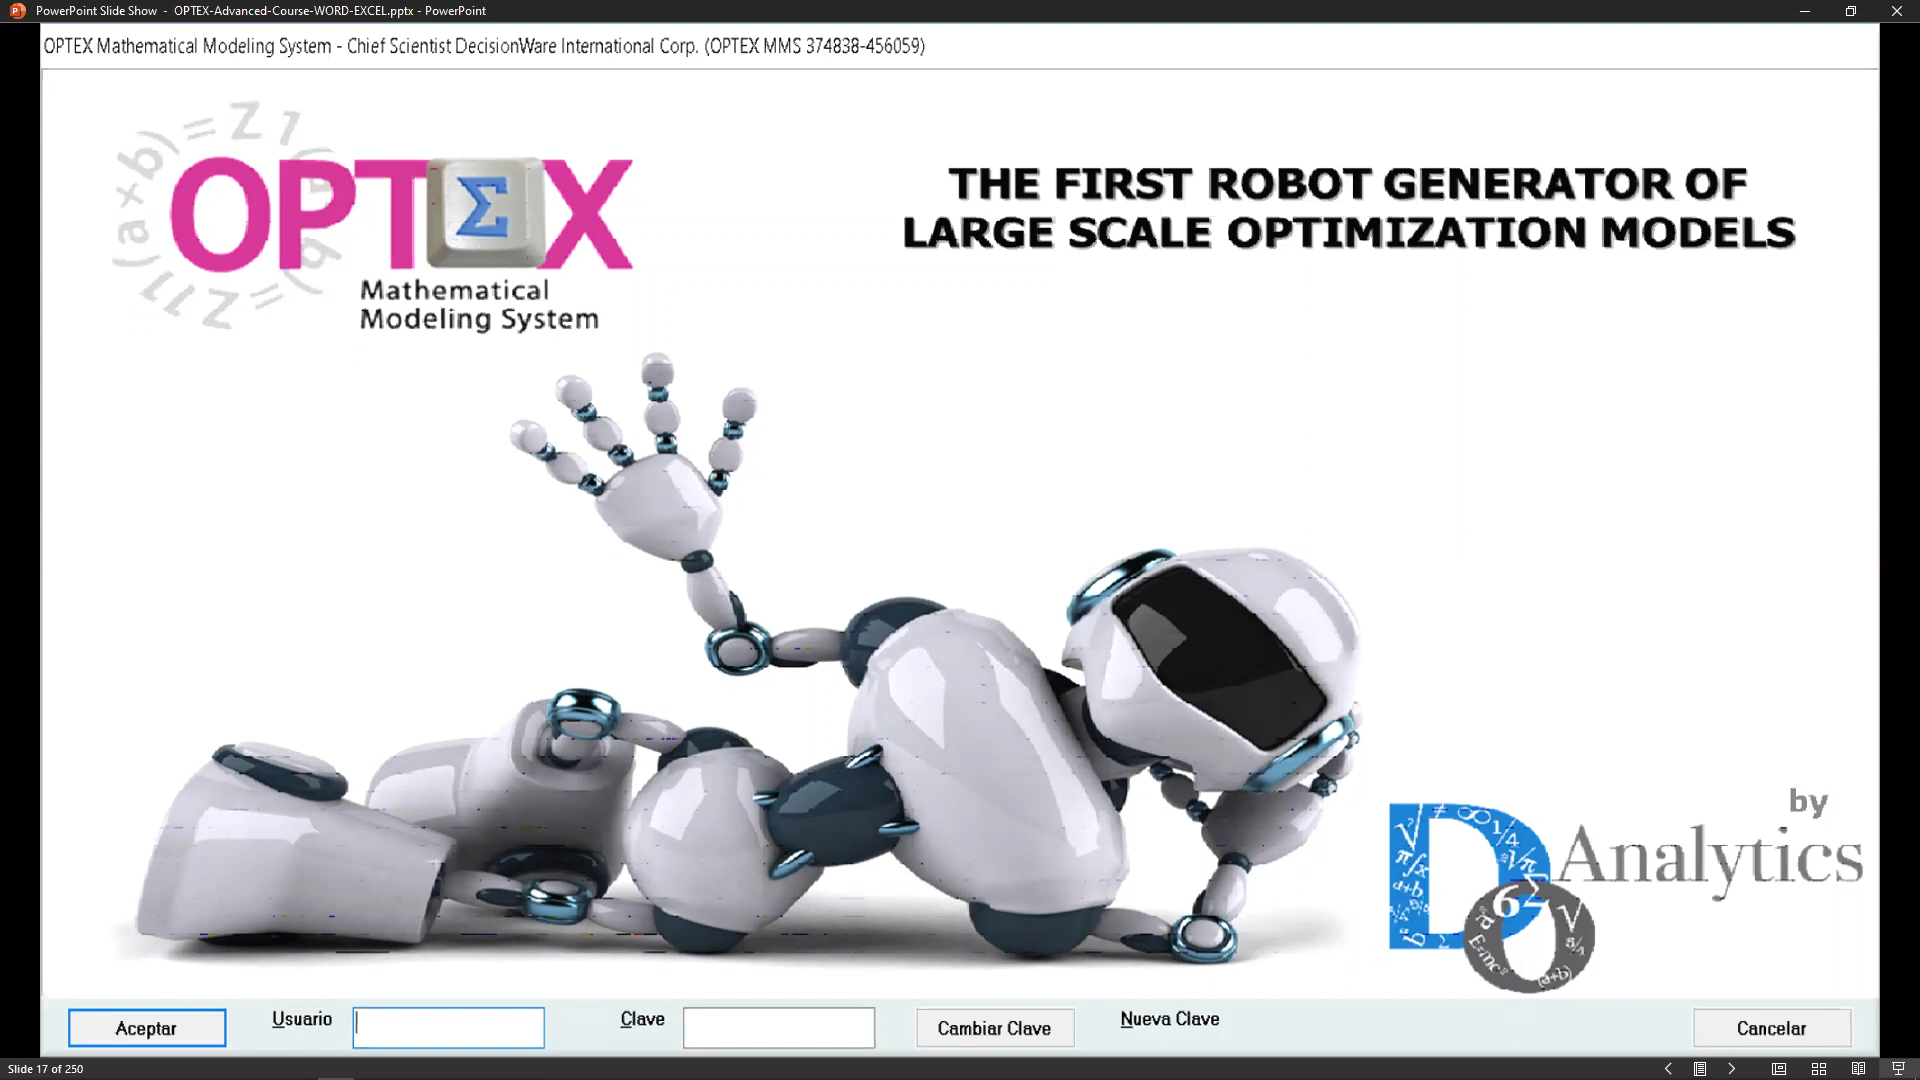 PowerPoint Slide Show - OPTEX-Advanced-Course-WORD-EXCEL.pptx - PowerPoint
OPTEX Mathematical Modeling System - Chief Scientist DecisionWare International Corp. (OPTEX MMS 374838-456059)
OPTΣX
Mathematical
Modeling System
THE FIRST ROBOT GENERATOR OF
LARGE SCALE OPTIMIZATION MODELS
by
DO Analytics
Aceptar
Usuario
Clave
Cambiar Clave
Nueva Clave
Cancelar
Slide 17 of 250